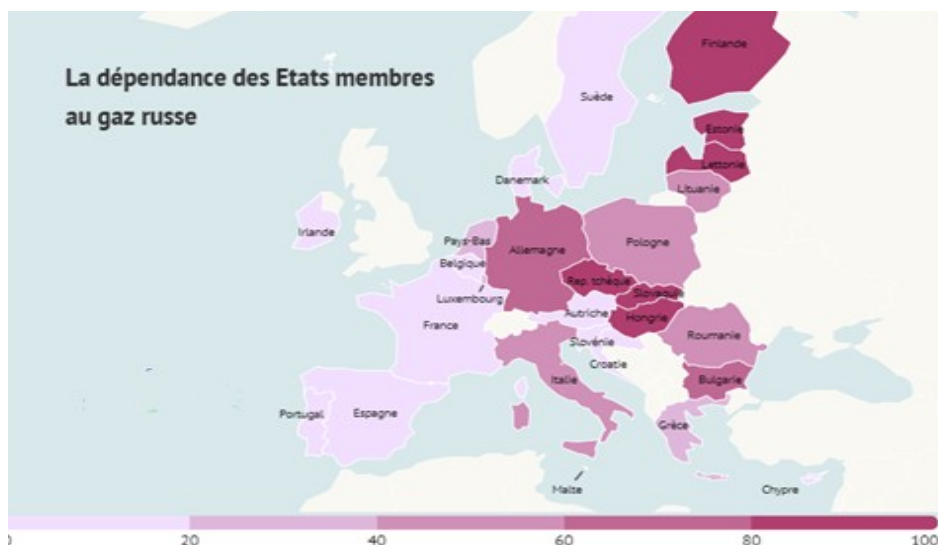 La dépendance des Etats membres
au gaz russe
Finlande
Suède
Estonie
Lettonie
Lituanie
Danemark
Irlande
Pays-Bas
Allemagne
Pologne
Belgique
Rep. tchèque
Slovaquie
Luxembourg
Autriche
Hongrie
France
Roumanie
Slovénie
Croatie
Italie
Bulgarie
Portugal
Espagne
Grèce
Malte
Chypre
0 20 40 60 80 100